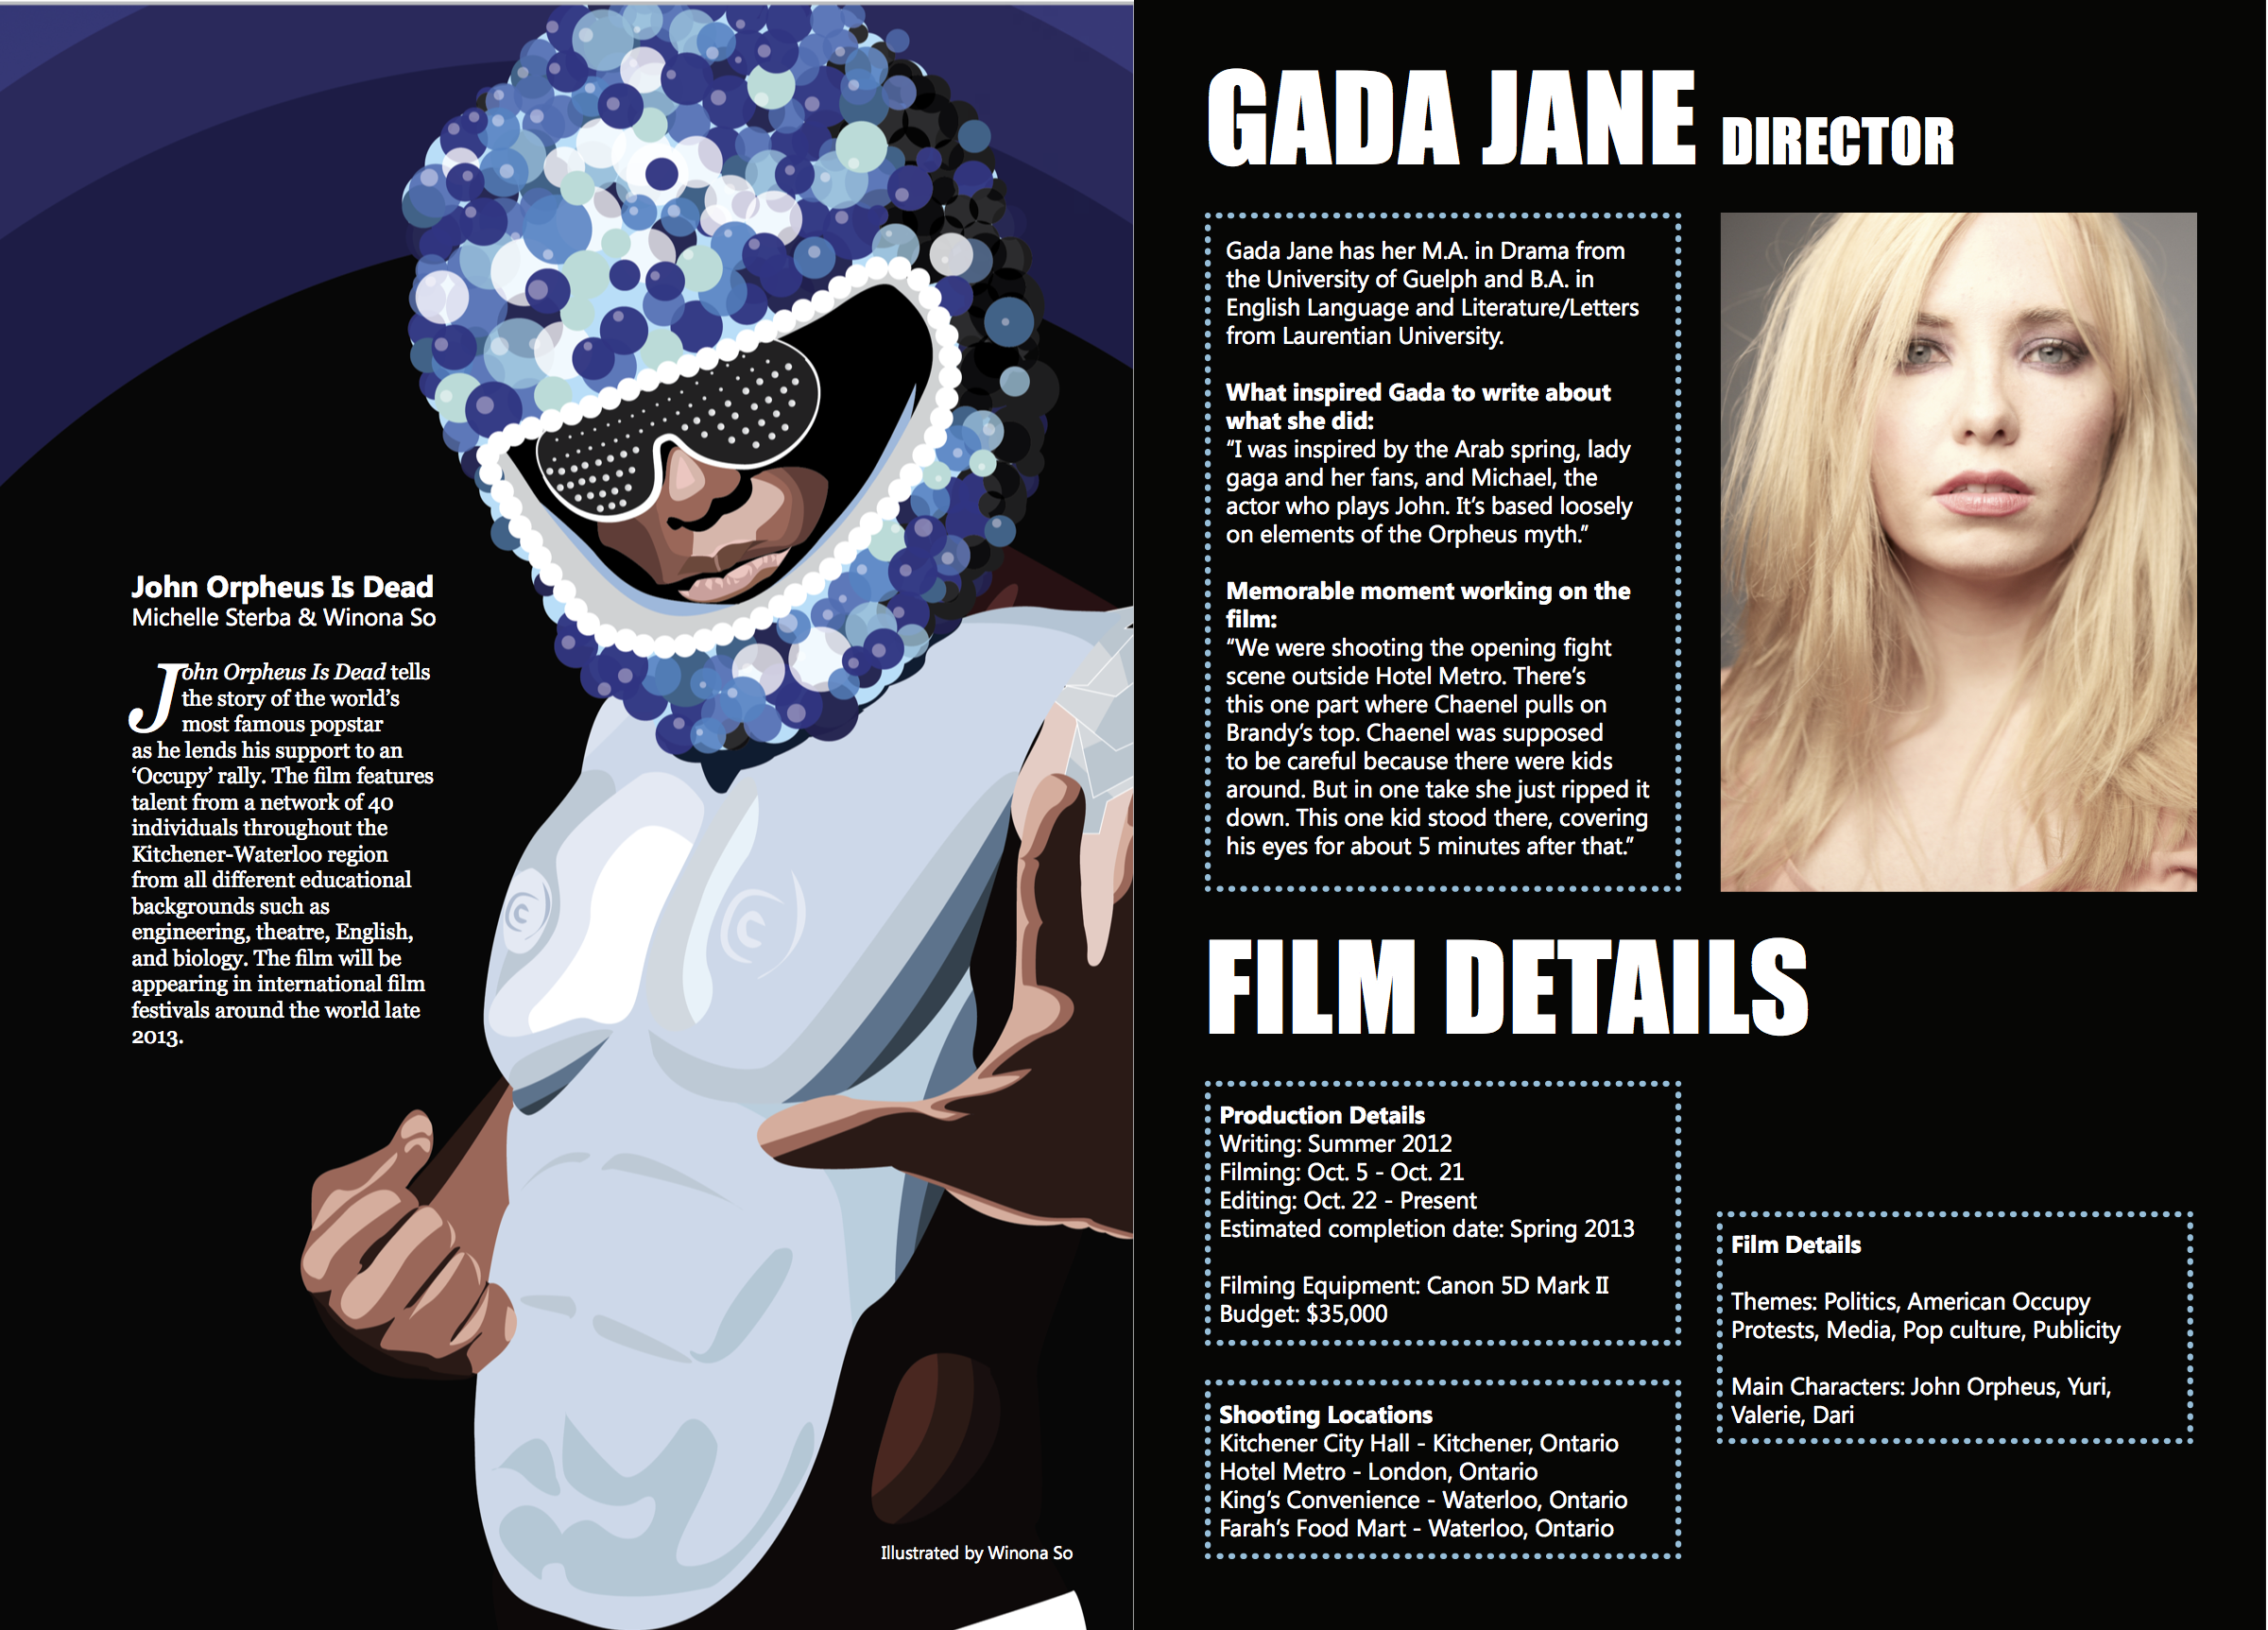 John Orpheus Is Dead
Michelle Sterba & Winona So
John Orpheus Is Dead tells
the story of the world's
most famous popstar
as he lends his support to an
‘Occupy’ rally. The film features
talent from a network of 40
individuals throughout the
Kitchener-Waterloo region
from all different educational
backgrounds such as
engineering, theatre, English,
and biology. The film will be
appearing in international film
festivals around the world late
2013.
Illustrated by Winona So
GADA JANE DIRECTOR
Gada Jane has her M.A. in Drama from
the University of Guelph and B.A. in
English Language and Literature/Letters
from Laurentian University.
What inspired Gada to write about
what she did:
“I was inspired by the Arab spring, lady
gaga and her fans, and Michael, the
actor who plays John. It’s based loosely
on elements of the Orpheus myth.”
Memorable moment working on the
film:
“We were shooting the opening fight
scene outside Hotel Metro. There’s
this one part where Chaenel pulls on
Brandy’s top. Chaenel was supposed
to be careful because there were kids
around. But in one take she just ripped it
down. This one kid stood there, covering
his eyes for about 5 minutes after that.”
FILM DETAILS
Production Details
Writing: Summer 2012
Filming: Oct. 5 - Oct. 21
Editing: Oct. 22 - Present
Estimated completion date: Spring 2013
Filming Equipment: Canon 5D Mark II
Budget: $35,000
Shooting Locations
Kitchener City Hall - Kitchener, Ontario
Hotel Metro - London, Ontario
King’s Convenience - Waterloo, Ontario
Farah’s Food Mart - Waterloo, Ontario
Film Details
Themes: Politics, American Occupy
Protests, Media, Pop culture, Publicity
Main Characters: John Orpheus, Yuri,
Valerie, Dari